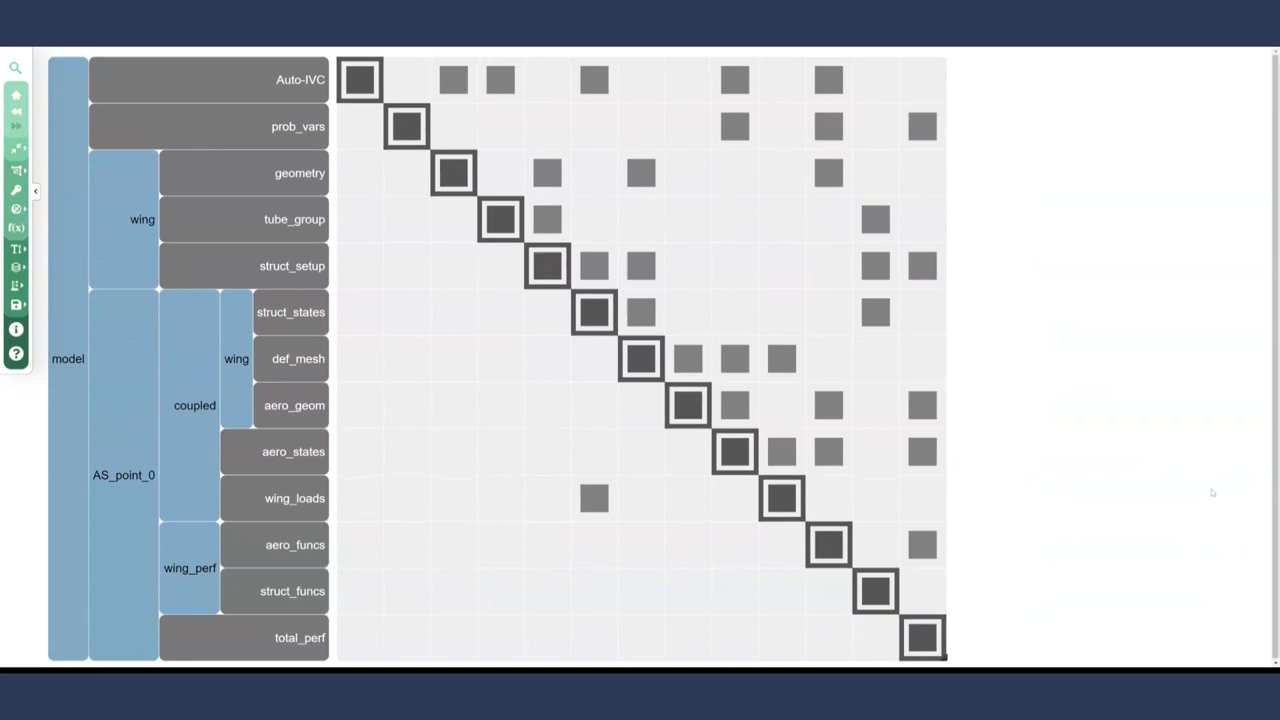 Auto-IVC
prob_vars
geometry
wing
tube_group
struct_setup
struct_states
model
wing
def_mesh
coupled
aero_geom
aero_states
AS_point_0
wing_loads
aero_funcs
wing_perf
struct_funcs
total_perf
f(x)